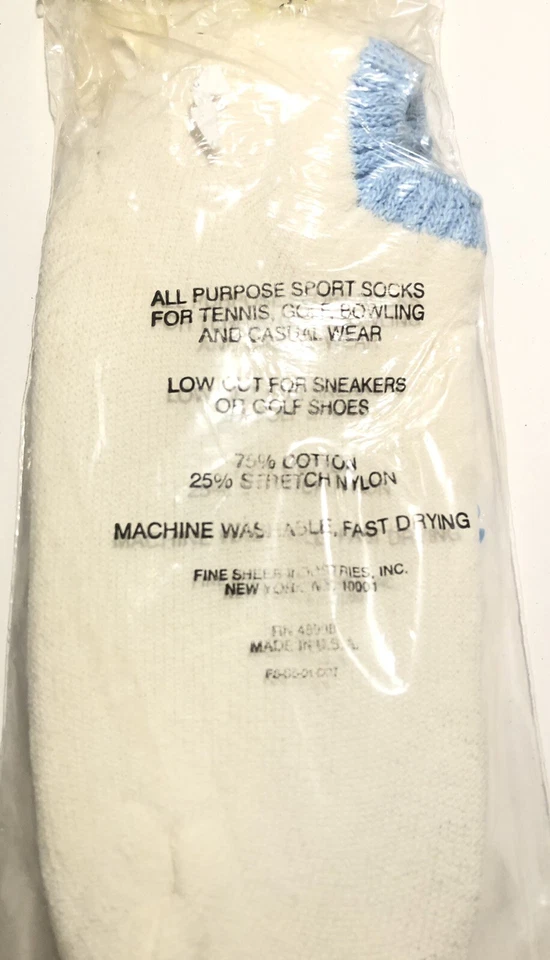 ALL PURPOSE SPORT SOCKS
FOR TENNIS, GOLF, BOWLING
AND CASUAL WEAR
LOW CUT FOR SNEAKERS
OR GOLF SHOES
75% COTTON
25% STRETCH NYLON
MACHINE WASHABLE, FAST DRYING
FINE SHEER INDUSTRIES, INC.
NEW YORK, N.Y. 10001
MADE IN U.S.A.